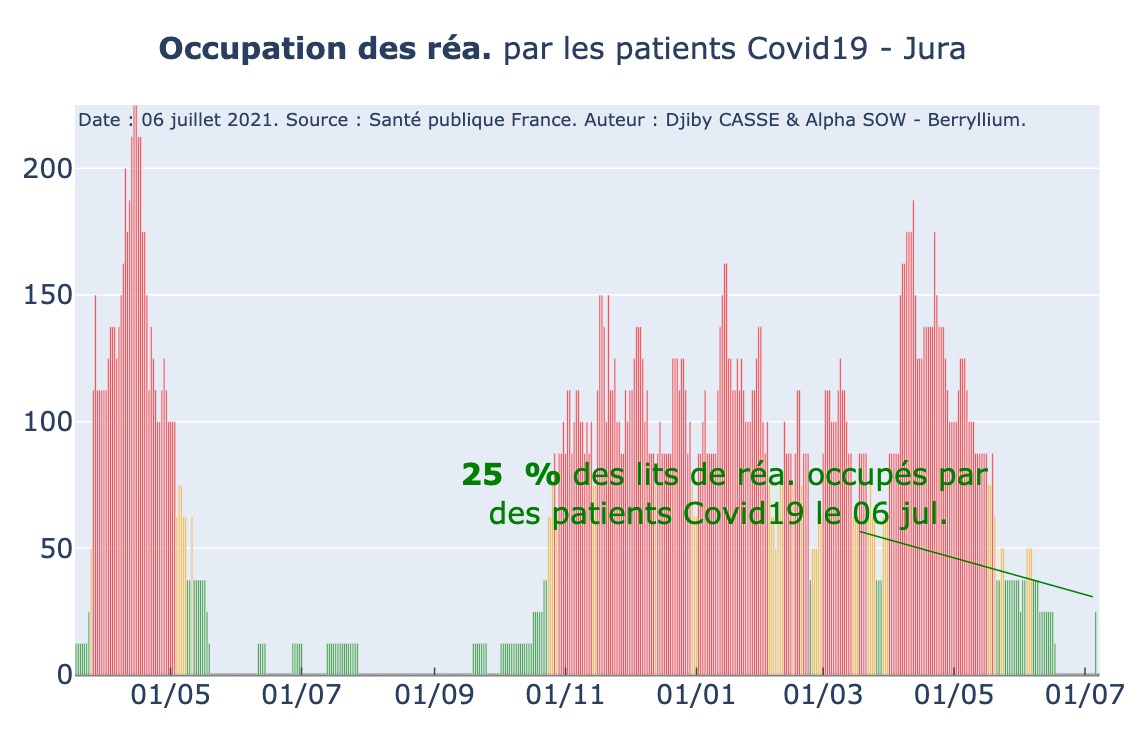 Occupation des réa. par les patients Covid19 - Jura
Date : 06 juillet 2021. Source : Santé publique France. Auteur : Djiby CASSE & Alpha SOW - Berryllium.
200
150
100
50
0
25 % des lits de réa. occupés par
des patients Covid19 le 06 jul.
01/05 01/07 01/09 01/11 01/01 01/03 01/05 01/07